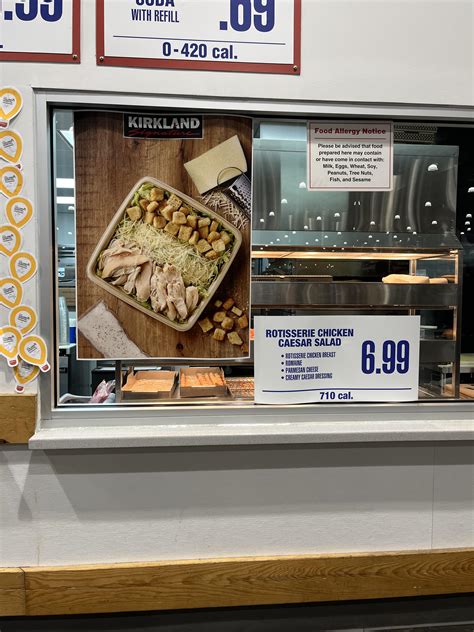 .99
SODA
WITH REFILL
.69
0-420 cal.
KIRKLAND
Signature
Food Allergy Notice
Please be advised that food
prepared here may contain
or have come in contact with:
Milk, Eggs, Wheat, Soy,
Peanuts, Tree Nuts,
Fish, and Sesame
ROTISSERIE CHICKEN
CAESAR SALAD
• ROTISSERIE CHICKEN BREAST
• ROMAINE
• PARMESAN CHEESE
• CREAMY CAESAR DRESSING
6.99
710 cal.